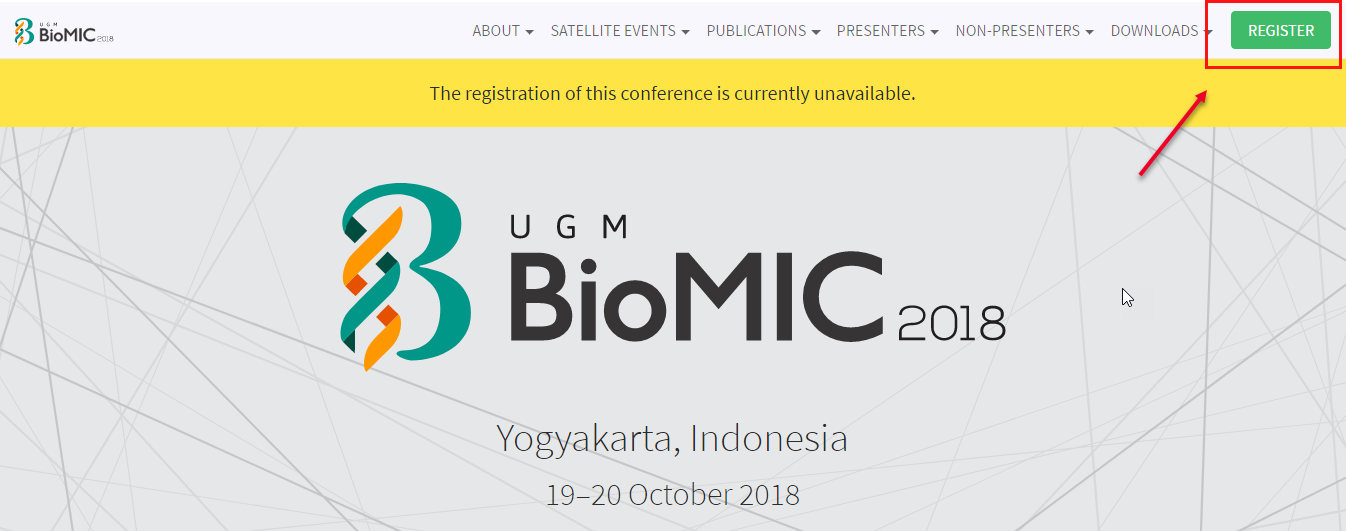 UGM
BioMIC 2018
ABOUT SATELLITE EVENTS PUBLICATIONS PRESENTERS NON-PRESENTERS DOWNLOADS REGISTER
The registration of this conference is currently unavailable.
UGM
BioMIC 2018
Yogyakarta, Indonesia
19–20 October 2018